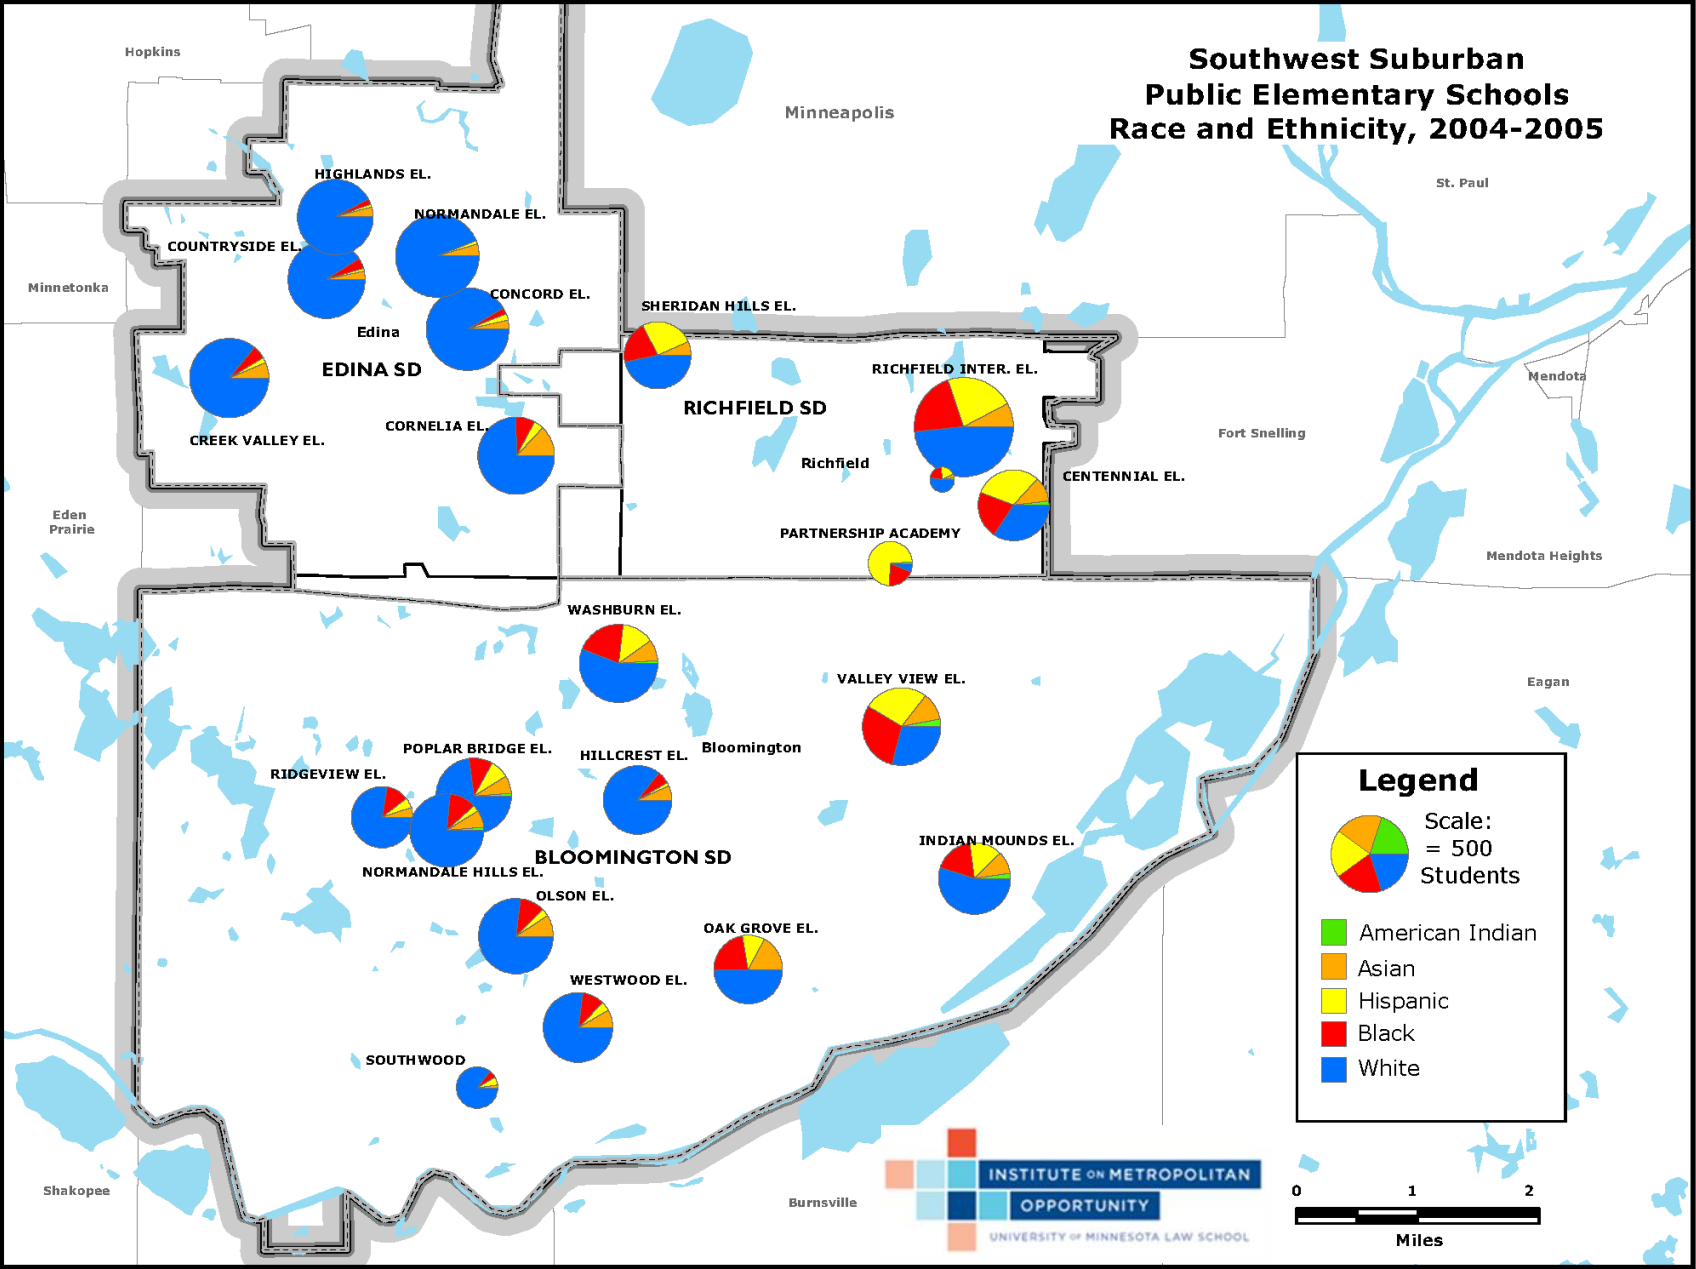 Southwest Suburban
Public Elementary Schools
Race and Ethnicity, 2004-2005
Hopkins
Minneapolis
St. Paul
HIGHLANDS EL.
NORMANDALE EL.
COUNTRYSIDE EL.
Minnetonka
CONCORD EL.
SHERIDAN HILLS EL.
Edina
EDINA SD
RICHFIELD INTER. EL.
Mendota
RICHFIELD SD
CORNELIA EL.
CREEK VALLEY EL.
Fort Snelling
Richfield
CENTENNIAL EL.
Eden
Prairie
PARTNERSHIP ACADEMY
Mendota Heights
WASHBURN EL.
VALLEY VIEW EL.
Eagan
POPLAR BRIDGE EL.
HILLCREST EL.
Bloomington
RIDGEVIEW EL.
INDIAN MOUNDS EL.
BLOOMINGTON SD
NORMANDALE HILLS EL.
OLSON EL.
OAK GROVE EL.
WESTWOOD EL.
SOUTHWOOD
Legend
Scale:
= 500
Students
American Indian
Asian
Hispanic
Black
White
Shakopee
Burnsville
INSTITUTE ON METROPOLITAN
OPPORTUNITY
UNIVERSITY OF MINNESOTA LAW SCHOOL
0 1 2
Miles